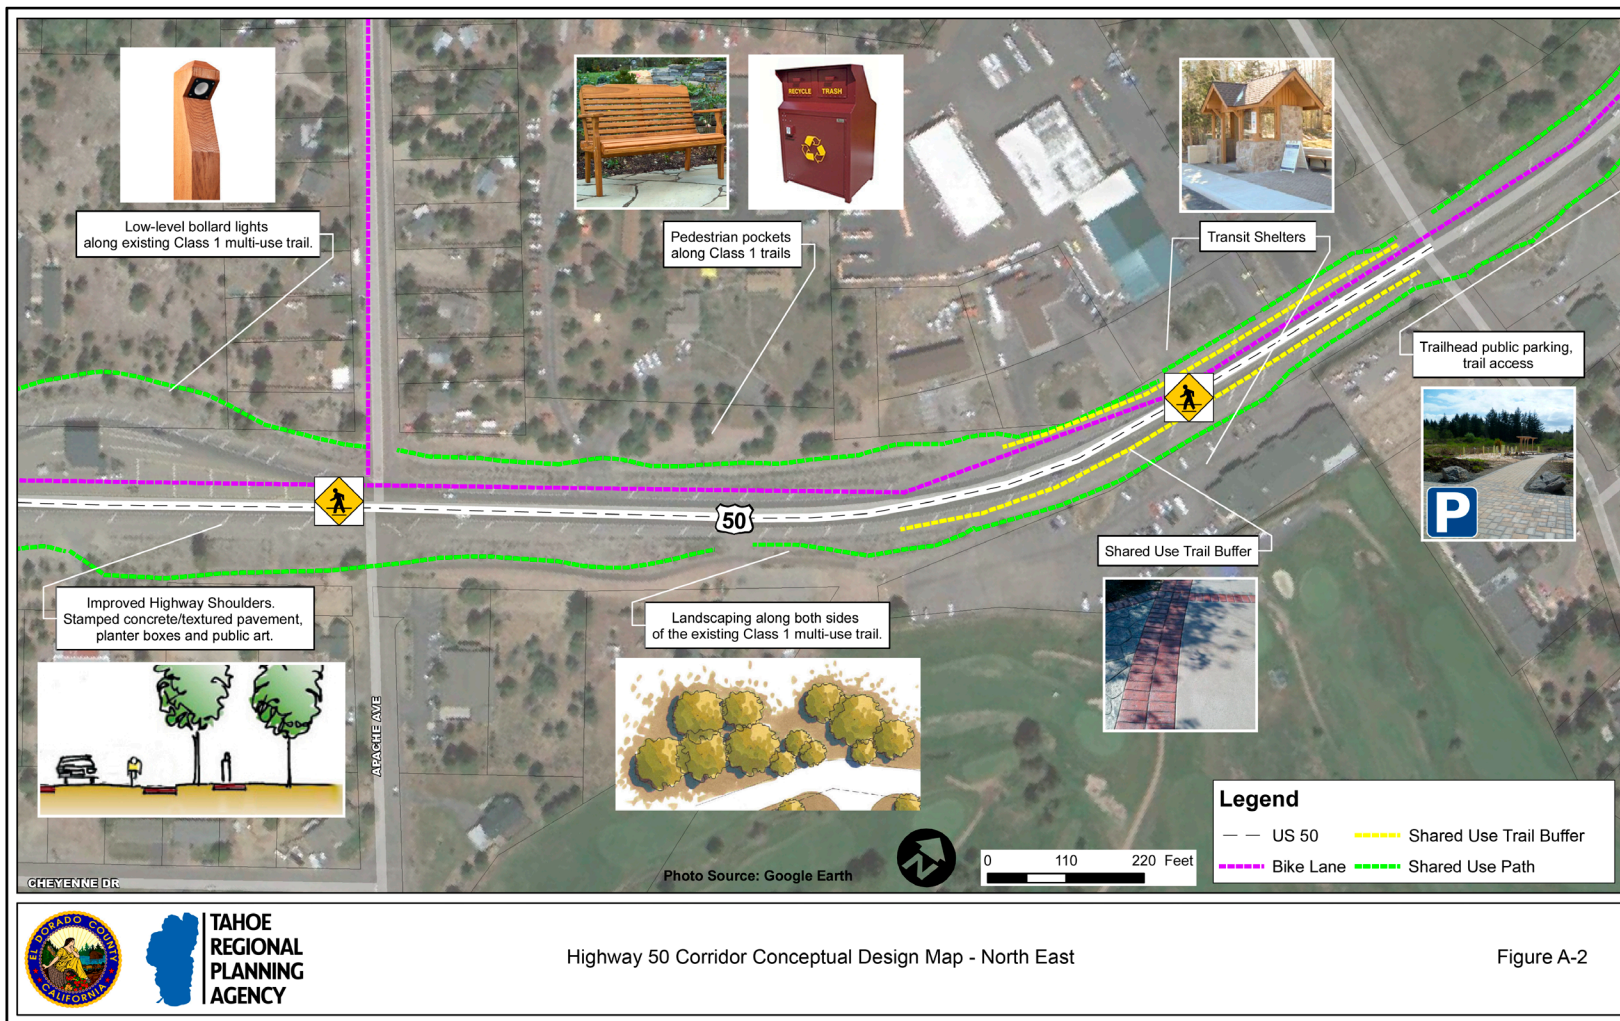 RECYCLE TRASH
Low-level bollard lights
along existing Class 1 multi-use trail.
Pedestrian pockets
along Class 1 trails
Transit Shelters
Trailhead public parking,
trail access
P
50
Shared Use Trail Buffer
Improved Highway Shoulders.
Stamped concrete/textured pavement,
planter boxes and public art.
Landscaping along both sides
of the existing Class 1 multi-use trail.
APACHE AVE
CHEYENNE DR
Photo Source: Google Earth
N
0 110 220 Feet
Legend
US 50
Shared Use Trail Buffer
Bike Lane
Shared Use Path
EL DORADO COUNTY
CALIFORNIA
TAHOE
REGIONAL
PLANNING
AGENCY
Highway 50 Corridor Conceptual Design Map - North East
Figure A-2